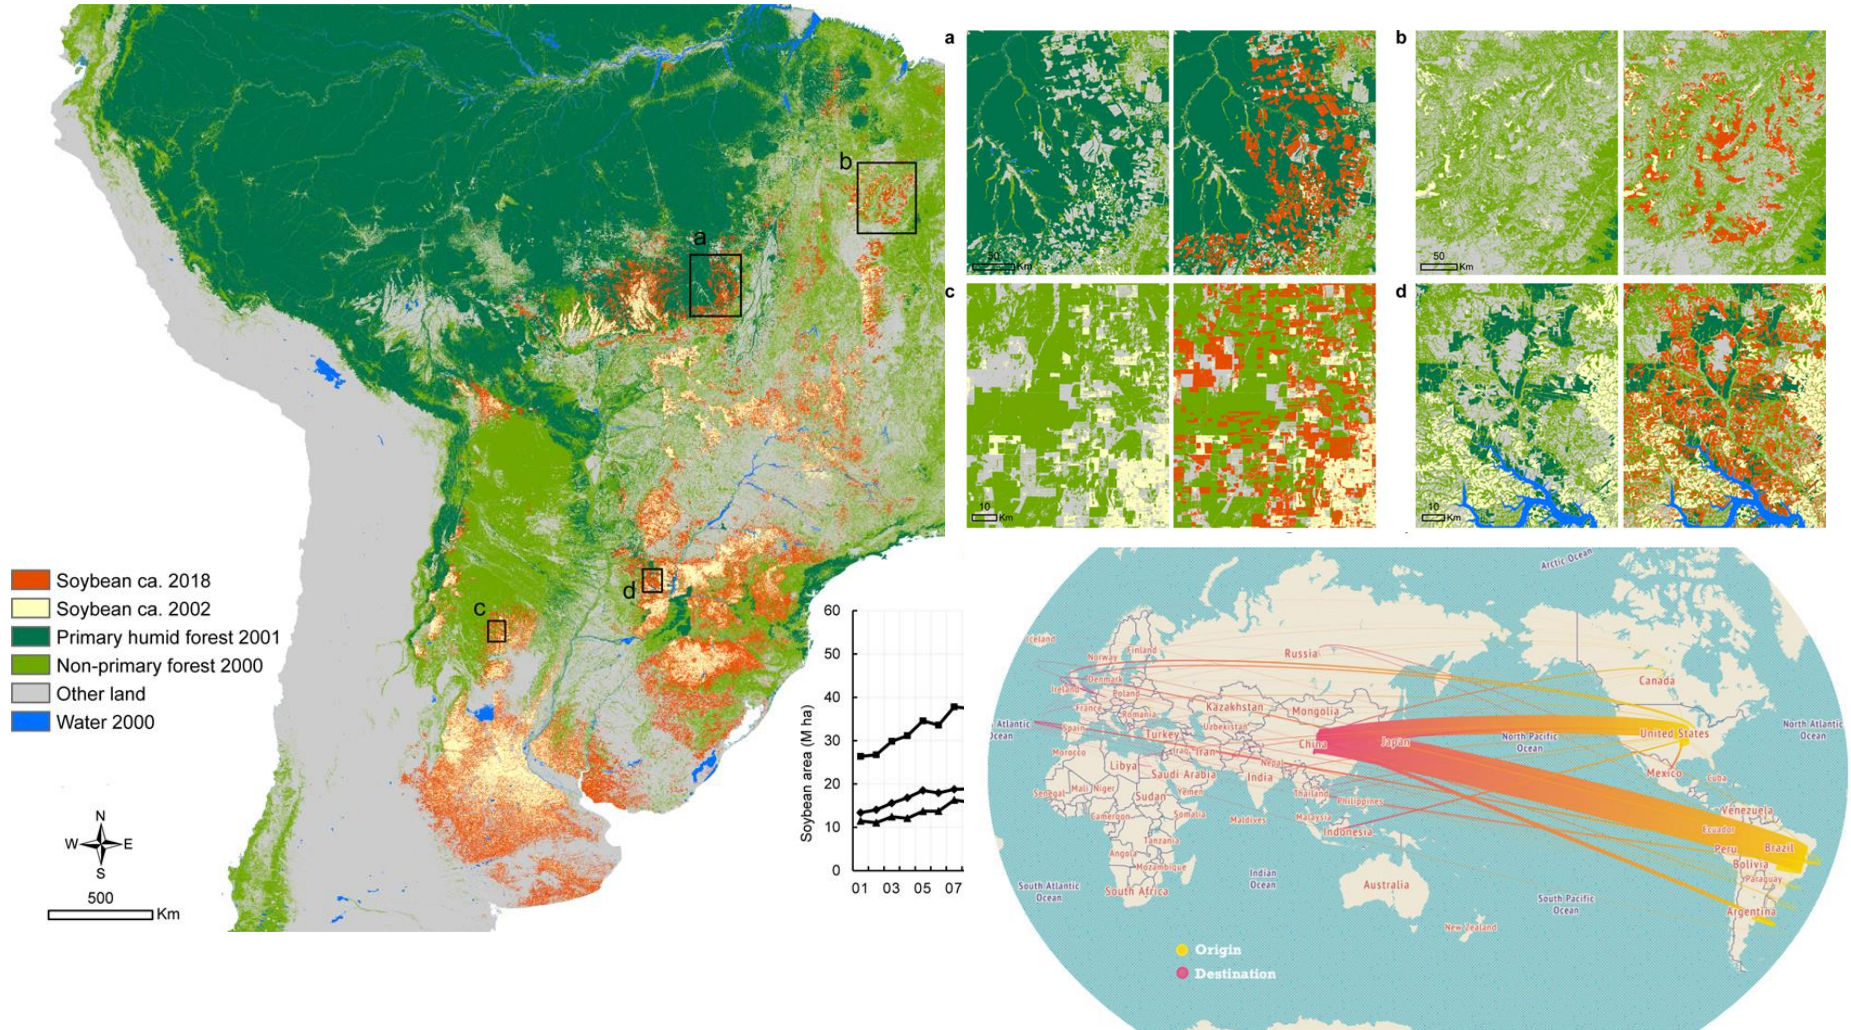 Soybean ca. 2018
Soybean ca. 2002
Primary humid forest 2001
Non-primary forest 2000
Other land
Water 2000
N
W
E
S
500
Km
a
b
c
d
Soybean area (M ha)
60
50
40
30
20
10
0
01
03
05
07
a
50
Km
b
50
Km
c
10
Km
d
10
Km
Arctic Ocean
Iceland
Norway
Finland
Russia
Canada
Denmark
Ireland
Poland
France
Romania
Kazakhstan
Mongolia
Atlantic
Ocean
Spain
Turkey
Uzbekistan
China
Japan
North Pacific
Ocean
United States
North Atlantic
Ocean
Morocco
Iraq
Iran
Libya
Saudi Arabia
Nepal
India
Mexico
Cuba
Senegal
Mali
Niger
Sudan
Yemen
Thailand
Philippines
Venezuela
Cameroon
Somalia
Maldives
Malaysia
Indonesia
Ecuador
Tanzania
Peru
Brazil
Angola
Mozambique
Bolivia
Paraguay
South Atlantic
Ocean
South Africa
Indian
Ocean
Australia
South Pacific
Ocean
Argentina
New Zealand
Origin
Destination